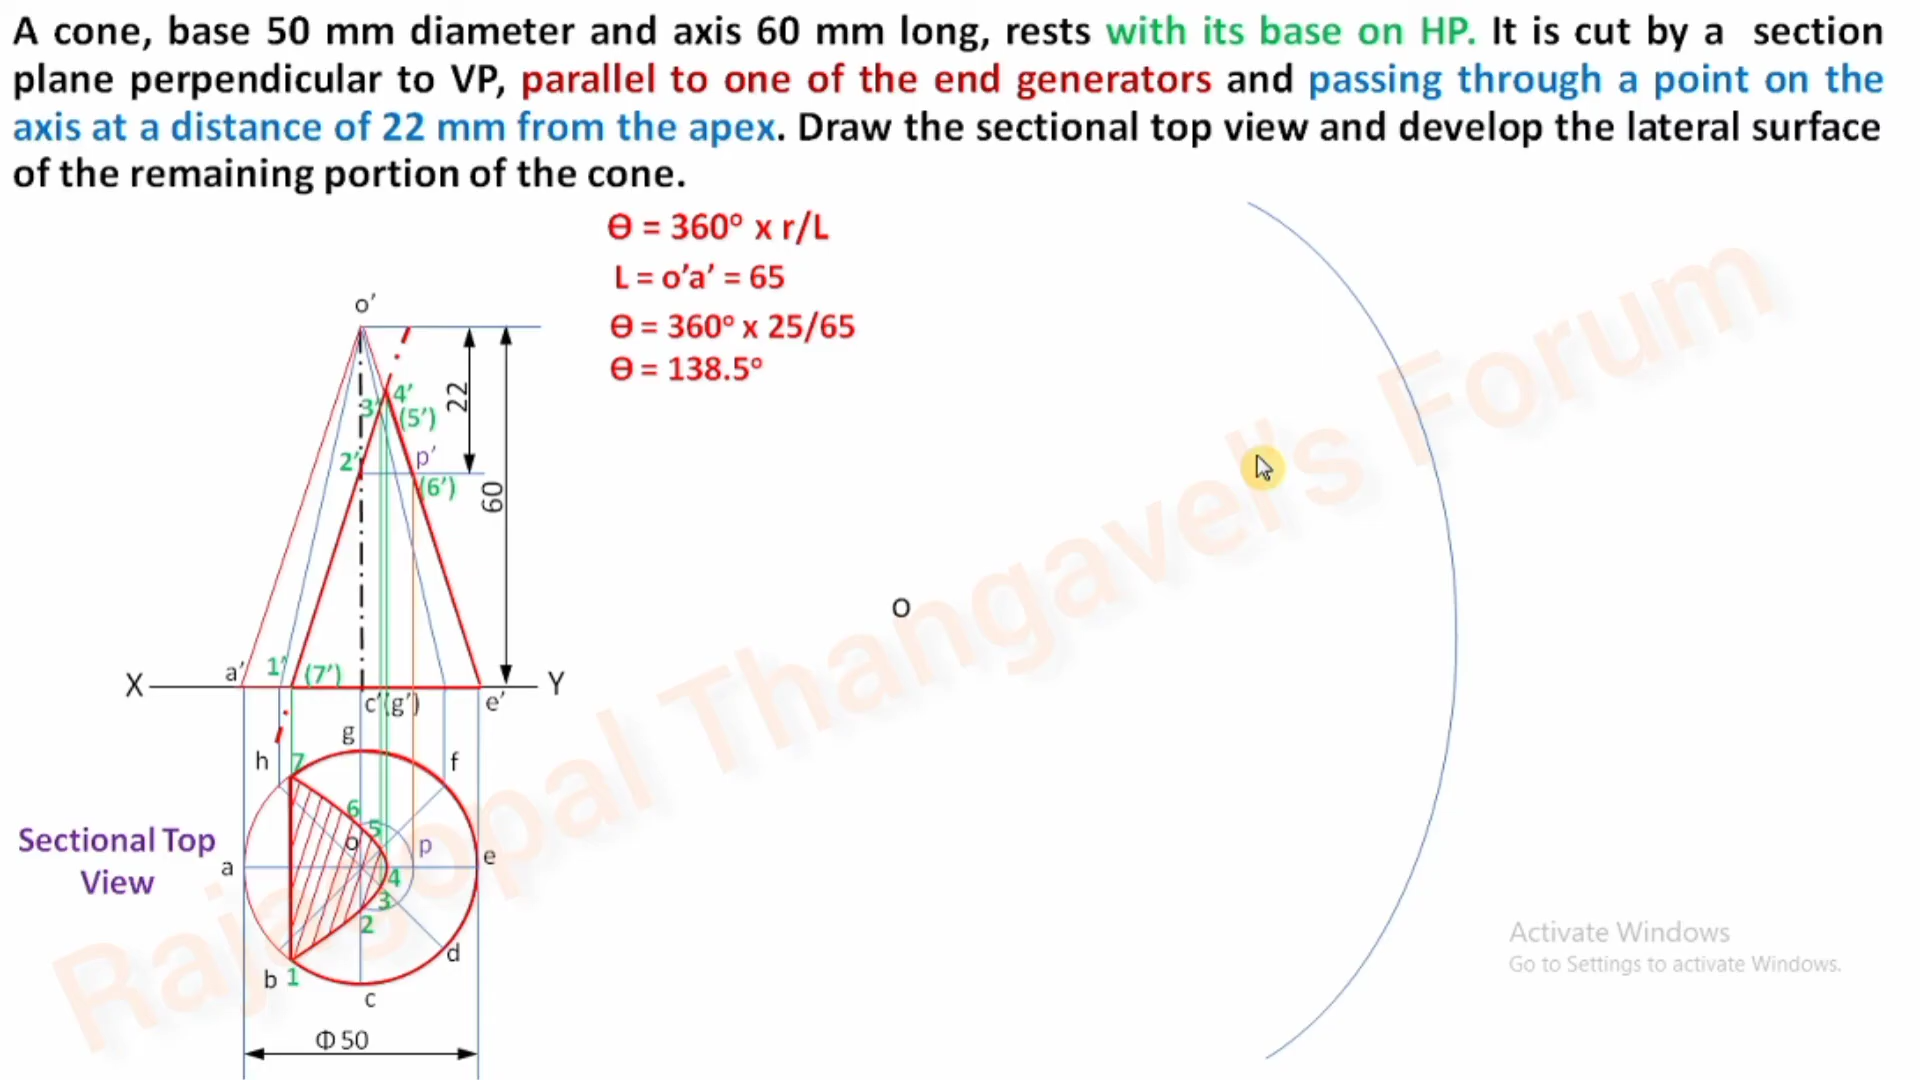 A cone, base 50 mm diameter and axis 60 mm long, rests with its base on HP. It is cut by a section
plane perpendicular to VP, parallel to one of the end generators and passing through a point on the
axis at a distance of 22 mm from the apex. Draw the sectional top view and develop the lateral surface
of the remaining portion of the cone.
Ɵ = 360° x r/L
L = o’a’ = 65
Ɵ = 360° x 25/65
Ɵ = 138.5°
o’
4’
3’
(5’)
22
2’
p’
(6’)
60
O
a’
1’
(7’)
X
Y
c’(g’)
e’
g
h
7
f
6
5
o
p
e
Sectional Top
View
a
4
3
2
d
b
1
c
Φ 50
Rajagopal Thangavel's Forum
Activate Windows
Go to Settings to activate Windows.